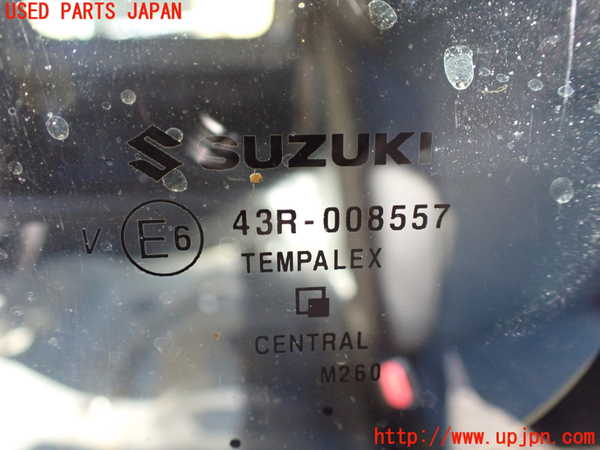 USED PARTS JAPAN
SUZUKI
V E6 43R-008557
TEMPALEX
CENTRAL
M260
http://www.upjpn.com/